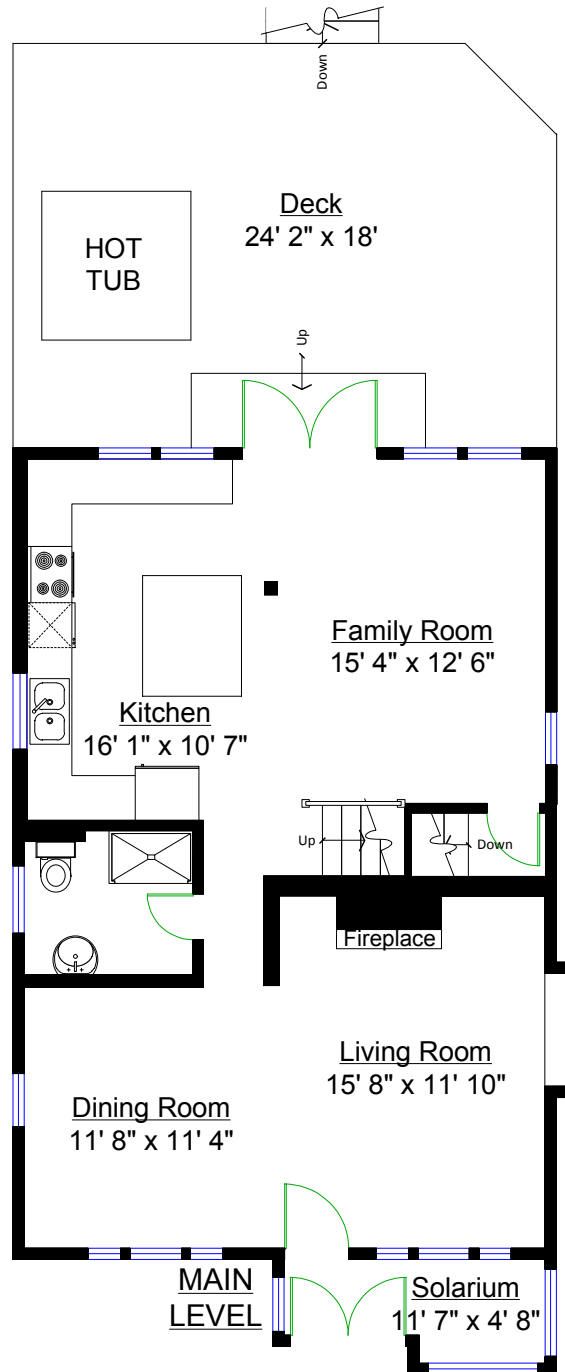 Down
Deck
24' 2" x 18'
HOT
TUB
Up
Family Room
15' 4" x 12' 6"
Kitchen
16' 1" x 10' 7"
Up
Down
Fireplace
Living Room
15' 8" x 11' 10"
Dining Room
11' 8" x 11' 4"
MAIN
LEVEL
Solarium
11' 7" x 4' 8"